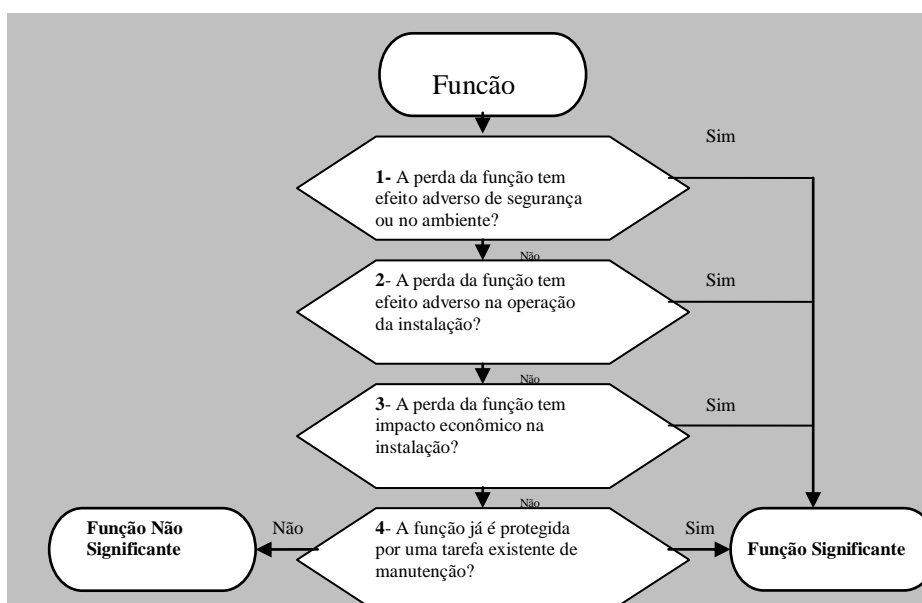 Funcão
Sim
1- A perda da função tem
efeito adverso de segurança
ou no ambiente?
Não
2- A perda da função tem
efeito adverso na operação
da instalação?
Sim
Não
3- A perda da função tem
impacto econômico na
instalação?
Sim
Não
Função Não
Significante
Não
4- A função já é protegida
por uma tarefa existente de
manutenção?
Sim
Função Significante